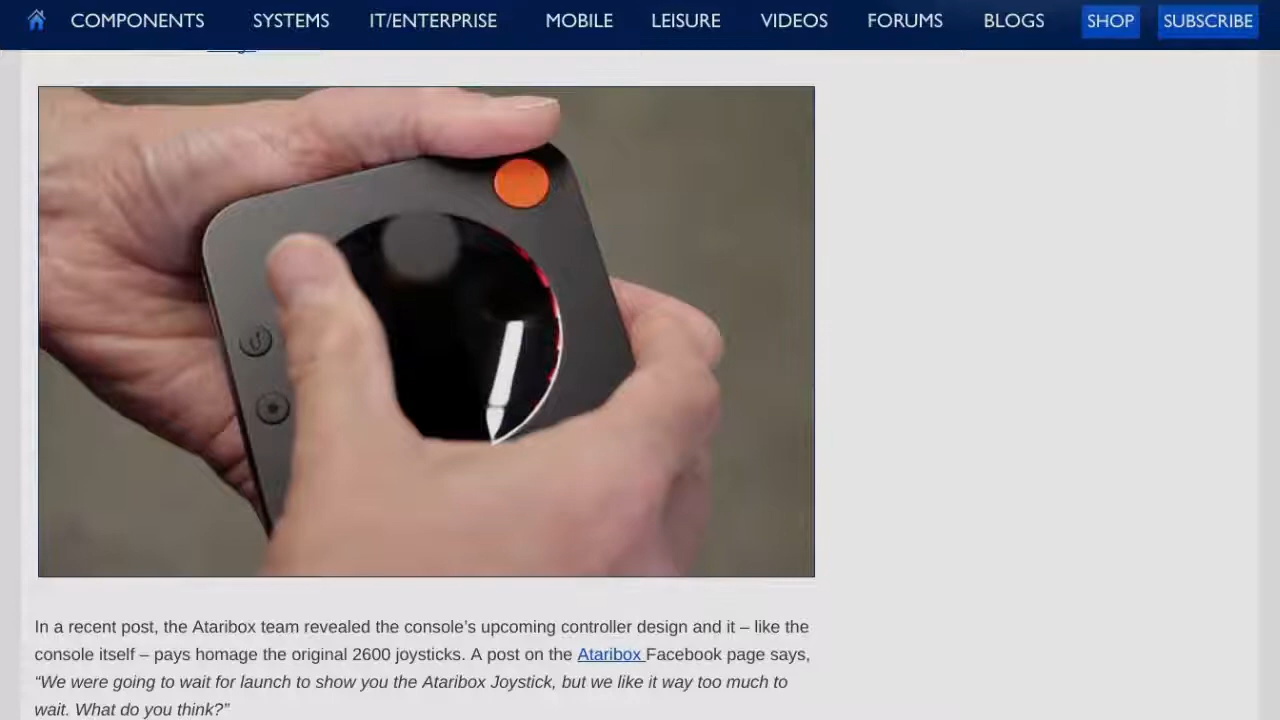 COMPONENTS SYSTEMS IT/ENTERPRISE MOBILE LEISURE VIDEOS FORUMS BLOGS SHOP SUBSCRIBE
In a recent post, the Ataribox team revealed the console’s upcoming controller design and it – like the
console itself – pays homage the original 2600 joysticks. A post on the Ataribox Facebook page says,
“We were going to wait for launch to show you the Ataribox Joystick, but we like it way too much to
wait. What do you think?”